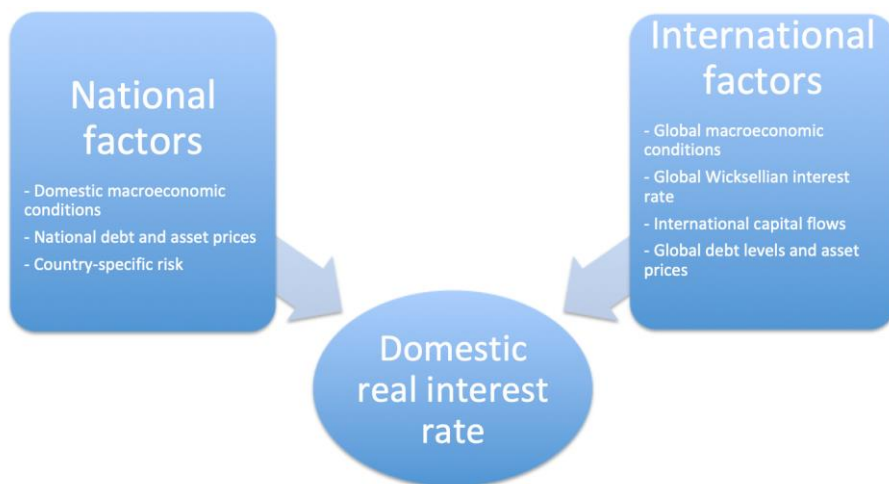 National
factors
- Domestic macroeconomic
conditions
- National debt and asset prices
- Country-specific risk
International
factors
- Global macroeconomic
conditions
- Global Wicksellian interest
rate
- International capital flows
- Global debt levels and asset
prices
Domestic
real interest
rate